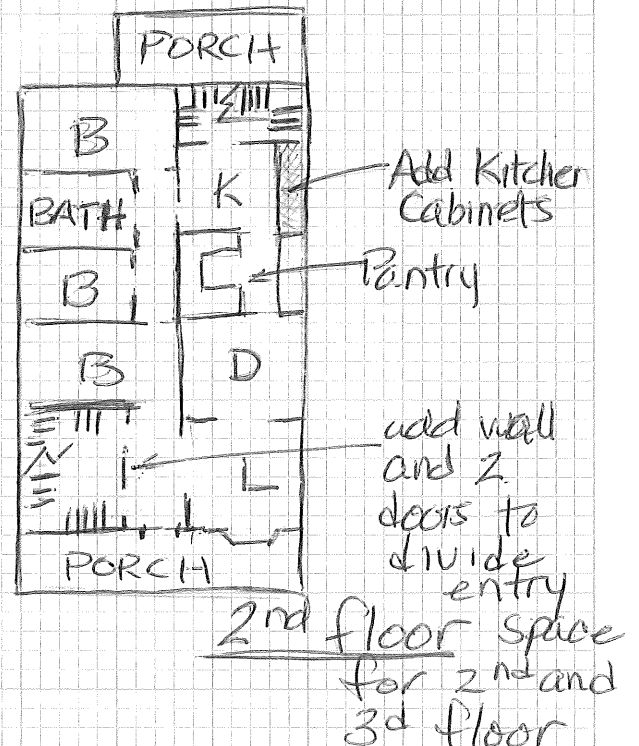 PORCH
B
K
Add Kitchen
Cabinets
BATH
B
Pantry
B
D
L
add wall
and 2
doors to
divide
entry
space
for 2nd and
3d floor
PORCH
2nd floor